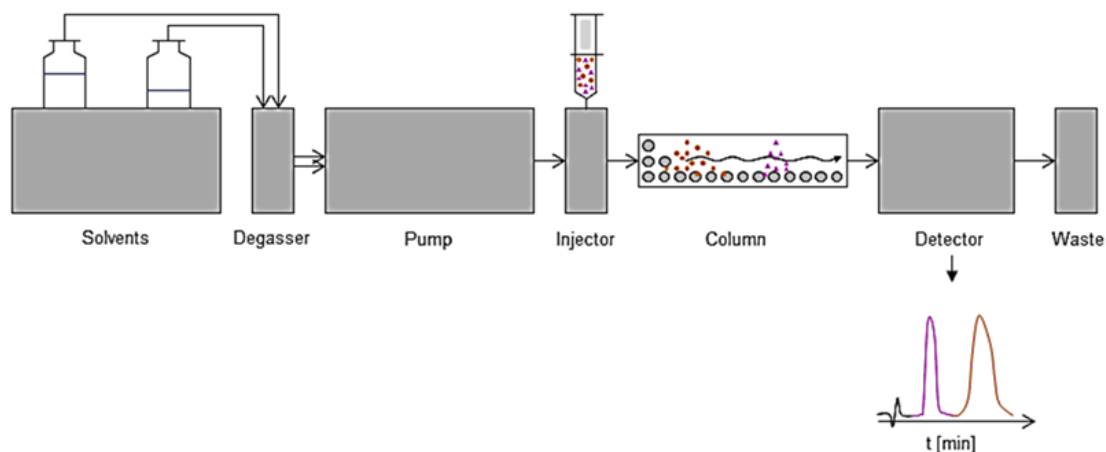 Solvents
Degasser
Pump
Injector
Column
Detector
Waste
t [min]